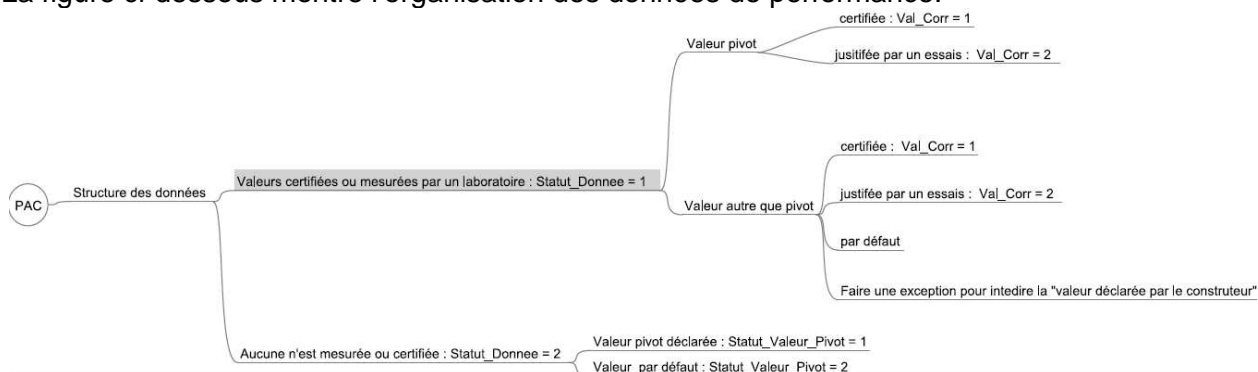 La figure ci-dessous montre l'organisation des données de performance.
certifiée : Val_Corr = 1
Valeur pivot
jusitifée par un essais : Val_Corr = 2
certifiée : Val_Corr = 1
Valeurs certifiées ou mesurées par un laboratoire : Statut_Donnee = 1
Structure des données
justifée par un essais : Val_Corr = 2
PAC
Valeur autre que pivot
par défaut
Faire une exception pour intedire la "valeur déclarée par le construteur"
Valeur pivot déclarée : Statut_Valeur_Pivot = 1
Aucune n'est mesurée ou certifiée : Statut_Donnee = 2
Valeur par défaut : Statut_Valeur_Pivot = 2